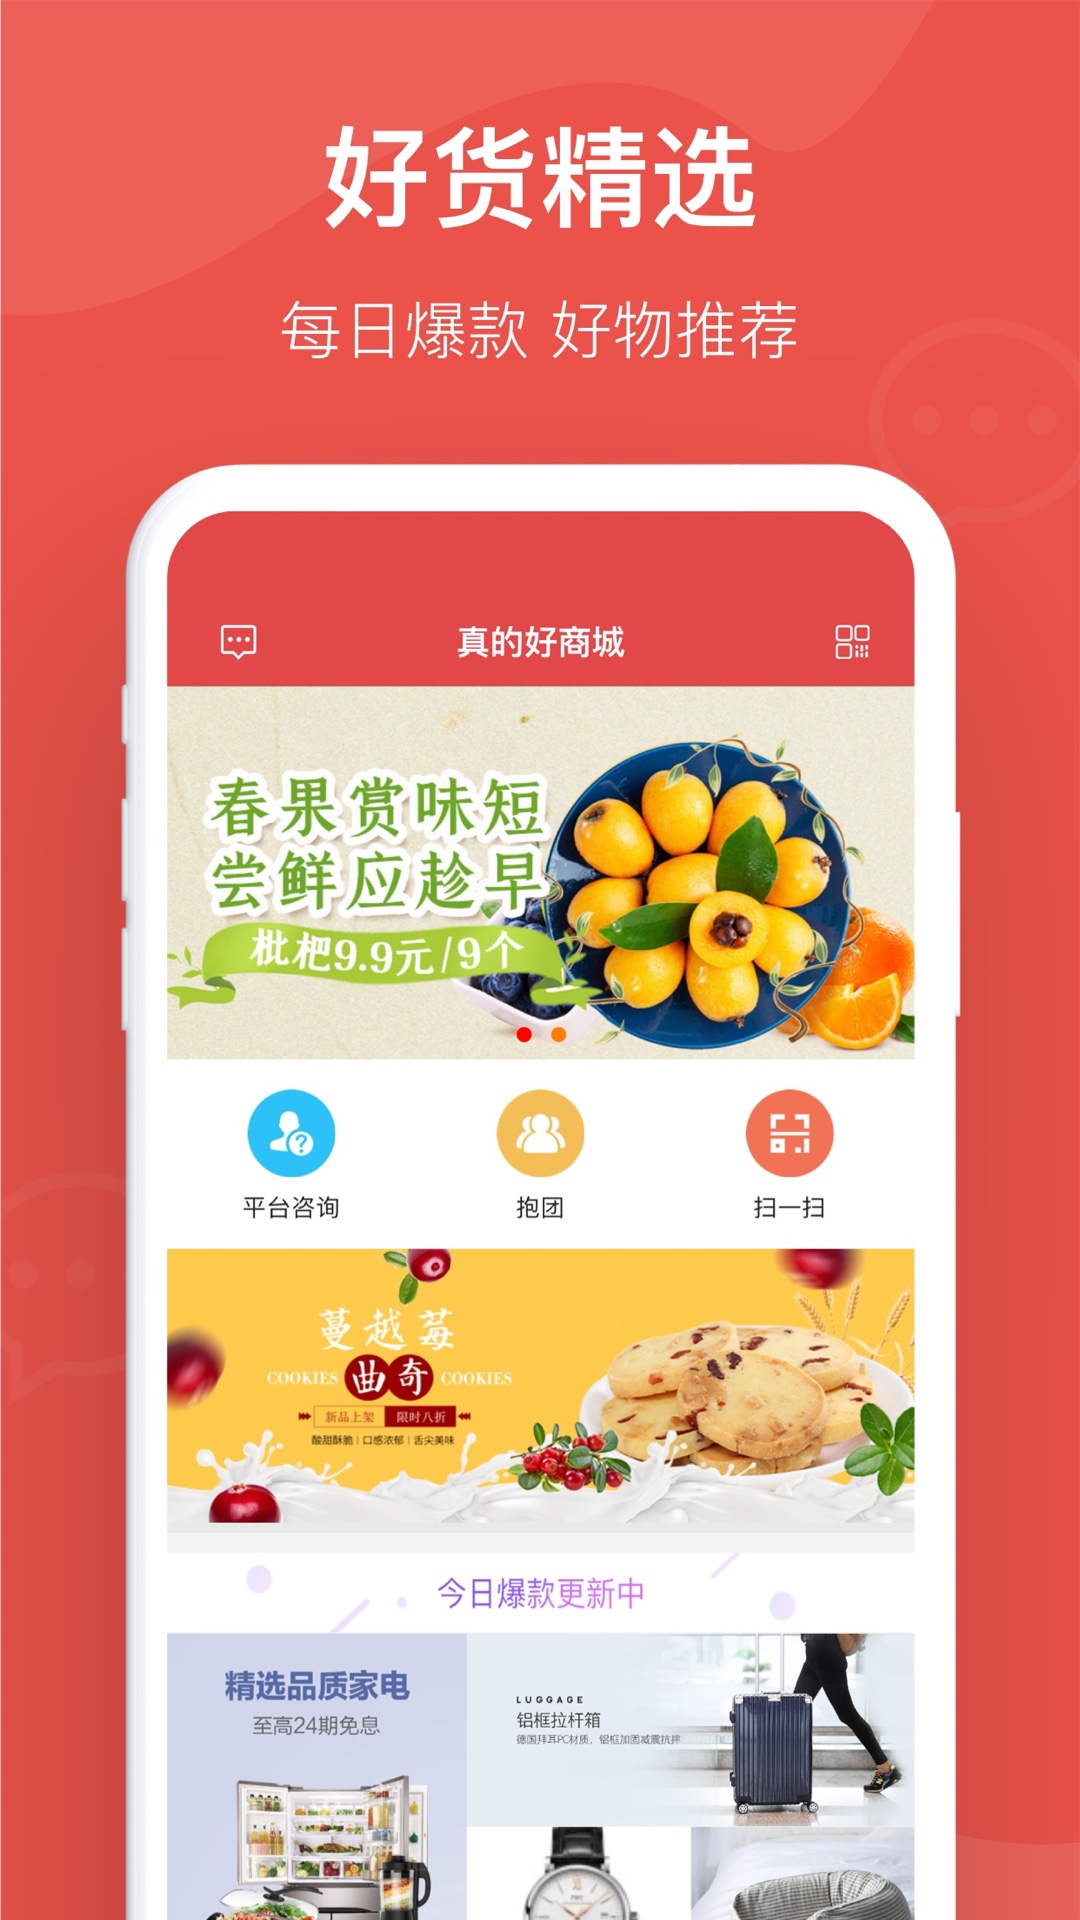 好货精选
每日爆款 好物推荐
真的好商城
春果赏味短
尝鲜应趁早
枇杷9.9元/9个
平台咨询
抱团
扫一扫
蔓越莓
COOKIES 曲奇 COOKIES
新品上架 限时八折
酸甜酥脆 | 口感浓郁 | 舌尖美味
今日爆款更新中
精选品质家电
至高24期免息
LUGGAGE
铝框拉杆箱
德国拜耳PC材质，铝框加固减震抗摔
IWC